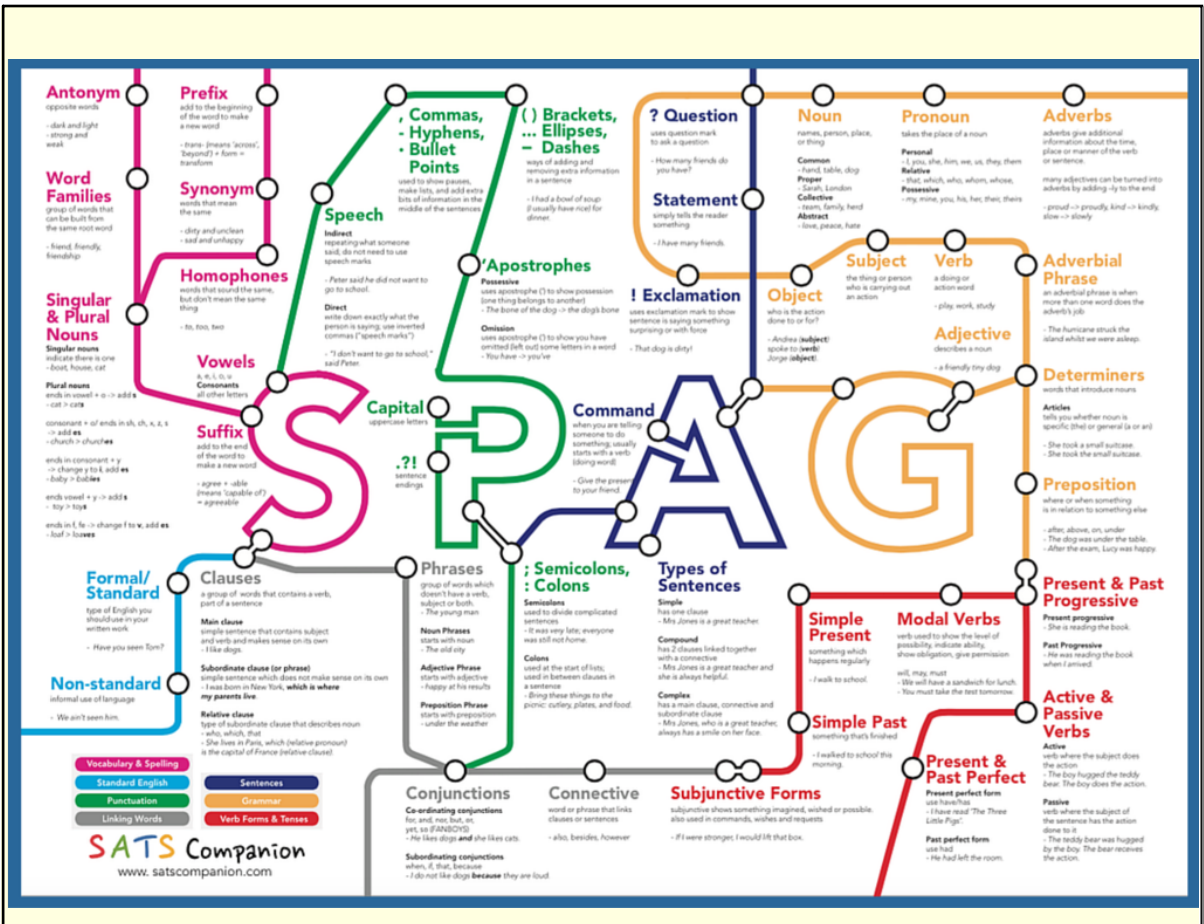 Antonym
opposite words
- dark and light
- strong and
weak
Word
Families
group of words that
can be built from
the same root word
- friend, friendly,
friendship
Singular
& Plural
Nouns
Singular nouns
indicate there is one
- boat, house, cat
Plural nouns
ends in vowel + o -> add s
- cat > cats
consonant + o/ ends in sh, ch, x, z, s
-> add es
- church > churches
ends in consonant + y
-> change y to i, add es
- baby > babies
ends vowel + y -> add s
- toy > toys
ends in f, fe -> change f to v, add es
- loaf > loaves
Prefix
add to the beginning
of the word to make
a new word
- trans- (means 'across',
'beyond') + form =
transform
Synonym
words that mean
the same
- dirty and unclean
- sad and unhappy
Homophones
words that sound the same,
but don't mean the same
thing
- to, too, two
Vowels
a, e, i, o, u
Consonants
all other letters
Suffix
add to the end
of the word to
make a new word
- agree + -able
(means 'capable of')
= agreeable
Speech
Indirect
repeating what someone
said, do not need to use
speech marks
- Peter said he did not want to
go to school.
Direct
write down exactly what the
person is saying; use inverted
commas ("speech marks")
- "I don't want to go to school,"
said Peter.
, Commas,
- Hyphens,
· Bullet
Points
used to show pauses,
make lists, and add extra
bits of information in the
middle of the sentences
( ) Brackets,
... Ellipses,
– Dashes
ways of adding and
removing extra information
in a sentence
- I had a bowl of soup
(I usually have rice) for
dinner.
'Apostrophes
Possessive
uses apostrophe (') to show possession
(one thing belongs to another)
- The bone of the dog -> the dog's bone
Omission
uses apostrophe (') to show you have
omitted (left out) some letters in a word
- You have -> you've
Capital
uppercase letters
.?!
sentence
endings
SPAG
? Question
uses question mark
to ask a question
- How many friends do
you have?
Statement
simply tells the reader
something
- I have many friends.
! Exclamation
uses exclamation mark to show
sentence is saying something
surprising or with force
- That dog is dirty!
Command
when you are telling
someone to do
something; usually
starts with a verb
(doing word)
- Give the present
to your friend.
Noun
names, person, place,
or thing
Common
- hand, table, dog
Proper
- Sarah, London
Collective
- team, family, herd
Abstract
- love, peace, hate
Pronoun
takes the place of a noun
Personal
- I, you, she, him, we, us, they, them
Relative
- that, which, who, whom, whose,
Possessive
- my, mine, you, his, her, their, theirs
Adverbs
adverbs give additional
information about the time,
place or manner of the verb
or sentence.
many adjectives can be turned into
adverbs by adding -ly to the end
- proud -> proudly, kind -> kindly,
slow -> slowly
Object
who is the action
done to or for?
- Andrea (subject)
spoke to (verb)
Jorge (object).
Subject
the thing or person
who is carrying out
an action
Verb
a doing or
action word
- play, work, study
Adjective
describes a noun
- a friendly tiny dog
Adverbial
Phrase
an adverbial phrase is when
more than one word does the
adverb's job
- The hurricane struck the
island whilst we were asleep.
Determiners
words that introduce nouns
Articles
tells you whether noun is
specific (the) or general (a or an)
- She took a small suitcase.
- She took the small suitcase.
Preposition
where or when something
is in relation to something else
- after, above, on, under
- The dog was under the table.
- After the exam, Lucy was happy.
Formal/
Standard
type of English you
should use in your
written work
- Have you seen Tom?
Non-standard
informal use of language
- We ain't seen him.
Clauses
a group of words that contains a verb,
part of a sentence
Main clause
simple sentence that contains subject
and verb and makes sense on its own
- I like dogs.
Subordinate clause (or phrase)
simple sentence which does not make sense on its own
- I was born in New York, which is where
my parents live.
Relative clause
type of subordinate clause that describes noun
- who, which, that
- She lives in Paris, which (relative pronoun)
is the capital of France (relative clause).
Phrases
group of words which
doesn't have a verb,
subject or both
- The young man
Noun Phrases
starts with noun
- The old city
Adjective Phrase
starts with adjective
- happy at his results
Preposition Phrase
starts with preposition
- under the weather
; Semicolons,
: Colons
Semicolons
used to divide complicated
sentences
- It was very late; everyone
was still not home.
Colons
used at the start of lists;
used in between clauses in
a sentence
- Bring these things to the
picnic: cutlery, plates, and food.
Types of
Sentences
Simple
has one clause
- Mrs Jones is a great teacher.
Compound
has 2 clauses linked together
with a connective
- Mrs Jones is a great teacher and
she is always helpful.
Complex
has a main clause, connective and
subordinate clause
- Mrs Jones, who is a great teacher,
always has a smile on her face.
Simple
Present
something which
happens regularly
- I walk to school.
Modal Verbs
verb used to show the level of
possibility, indicate ability,
show obligation, give permission
will, may, must
- We will have a sandwich for lunch.
- You must take the test tomorrow.
Present & Past
Progressive
Present progressive
- She is reading the book.
Past Progressive
- He was reading the book
when I arrived.
Simple Past
something that's finished
- I walked to school this
morning.
Active &
Passive
Verbs
Active
verb where the subject does
the action
- The boy hugged the teddy
bear. The boy does the action.
Passive
verb where the subject of
the sentence has the action
done to it
- The teddy bear was hugged
by the boy. The bear receives
the action.
Present &
Past Perfect
Present perfect form
use have/has
- I have read 'The Three
Little Pigs'.
Past perfect form
use had
- He had left the room.
Conjunctions
Co-ordinating conjunctions
for, and, nor, but, or,
yet, so (FANBOYS)
- He likes dogs and she likes cats.
Subordinating conjunctions
when, if, that, because
- I do not like dogs because they are loud
Connective
word or phrase that links
clauses or sentences
- also, besides, however
Subjunctive Forms
subjunctive shows something imagined, wished or possible.
also used in commands, wishes and requests
- If I were stronger, I would lift that box.
Vocabulary & Spelling
Standard English
Punctuation
Linking Words
Sentences
Grammar
Verb Forms & Tenses
SATS Companion
www. satscompanion.com